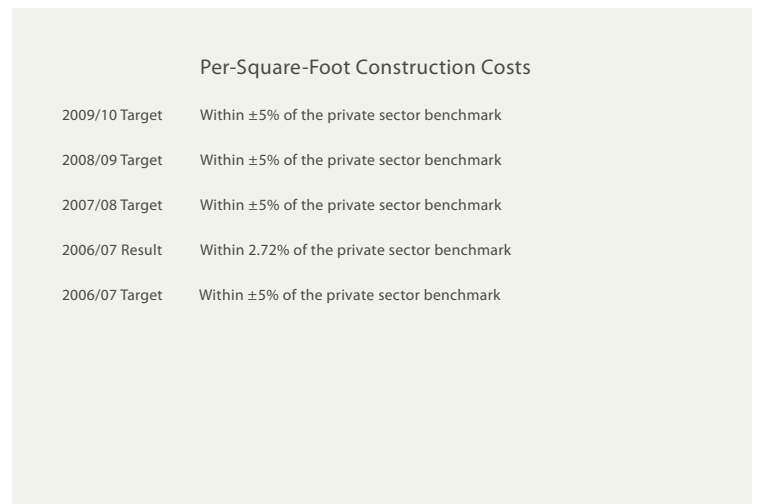 Per-Square-Foot Construction Costs
2009/10 Target Within ±5% of the private sector benchmark
2008/09 Target Within ±5% of the private sector benchmark
2007/08 Target Within ±5% of the private sector benchmark
2006/07 Result Within 2.72% of the private sector benchmark
2006/07 Target Within ±5% of the private sector benchmark